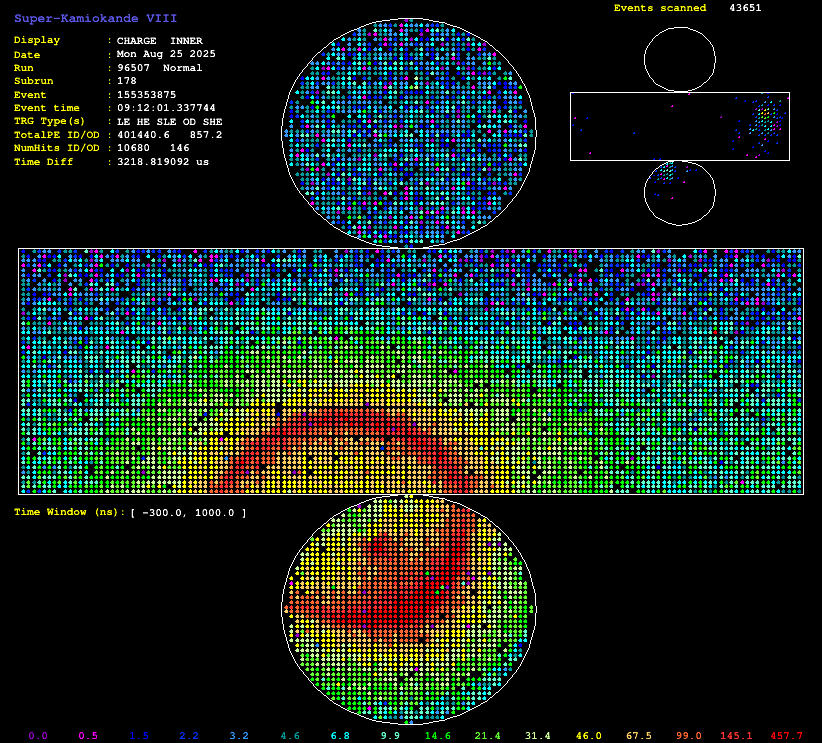 Super-Kamiokande VIII
Events scanned 43651
Display : CHARGE INNER
Date : Mon Aug 25 2025
Run : 96507 Normal
Subrun : 178
Event : 155353875
Event time : 09:12:01.337744
TRG Type(s) : LE HE SLE OD SHE
TotalPE ID/OD : 401440.6 857.2
NumHits ID/OD : 10680 146
Time Diff : 3218.819092 us
Time Window (ns): [ -300.0, 1000.0 ]
0.0 0.5 1.5 2.2 3.2 4.6 6.8 9.9 14.6 21.4 31.4 46.0 67.5 99.0 145.1 457.7